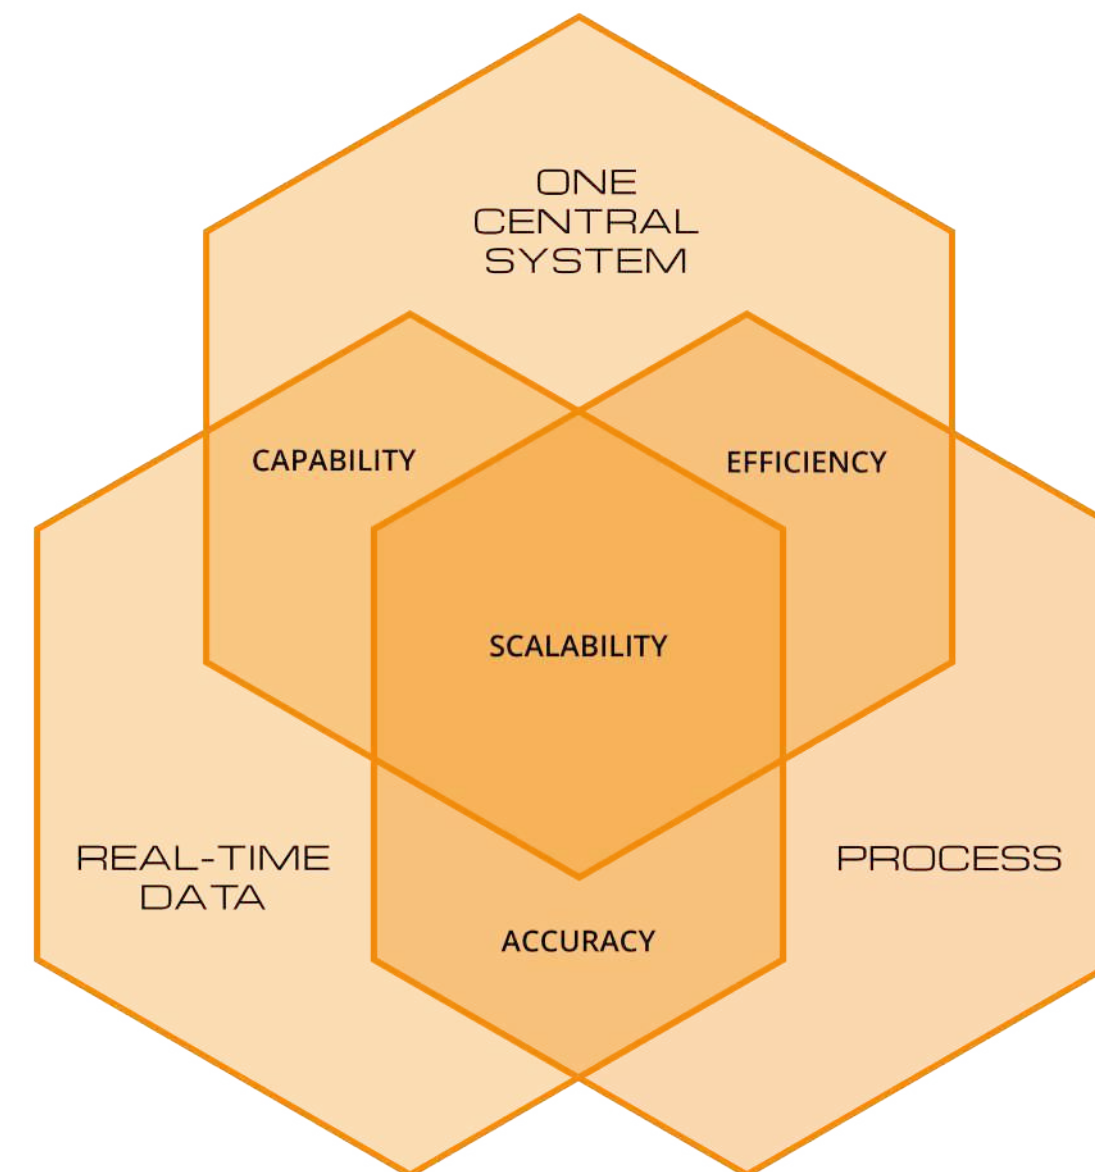 ONE
CENTRAL
SYSTEM
CAPABILITY
EFFICIENCY
SCALABILITY
REAL-TIME
DATA
PROCESS
ACCURACY